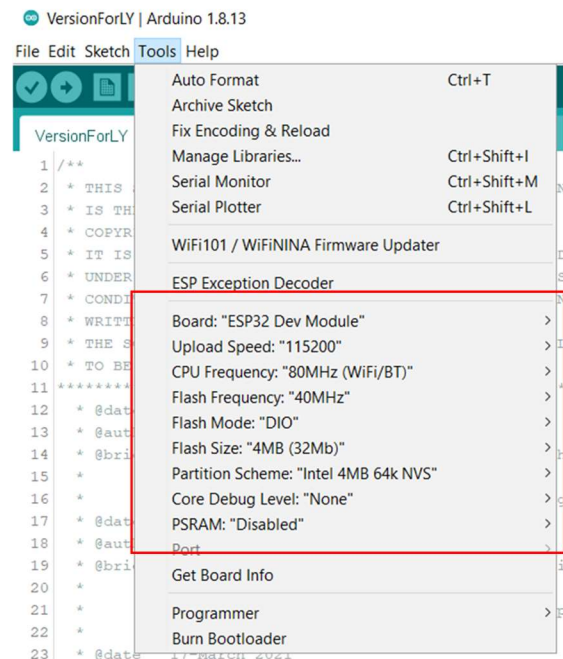 VersionForLY | Arduino 1.8.13
File Edit Sketch Tools Help
Auto Format Ctrl+T
Archive Sketch
Fix Encoding & Reload
Manage Libraries... Ctrl+Shift+I
Serial Monitor Ctrl+Shift+M
Serial Plotter Ctrl+Shift+L
WiFi101 / WiFiNINA Firmware Updater
ESP Exception Decoder
Board: "ESP32 Dev Module"
Upload Speed: "115200"
CPU Frequency: "80MHz (WiFi/BT)"
Flash Frequency: "40MHz"
Flash Mode: "DIO"
Flash Size: "4MB (32Mb)"
Partition Scheme: "Intel 4MB 64k NVS"
Core Debug Level: "None"
PSRAM: "Disabled"
Port
Get Board Info
Programmer
Burn Bootloader
VersionForLY
1 /**
2 * THIS
3 * IS TH
4 * COPYR
5 * IT IS
6 * UNDER
7 * CONDI
8 * WRITT
9 * THE S
10 * TO BE
11 ********
12 * @dat
13 * @aut
14 * @bri
15 *
16 *
17 * @dat
18 * @aut
19 * @bri
20 *
21 *
22 *
23 * @date 17-March 2021